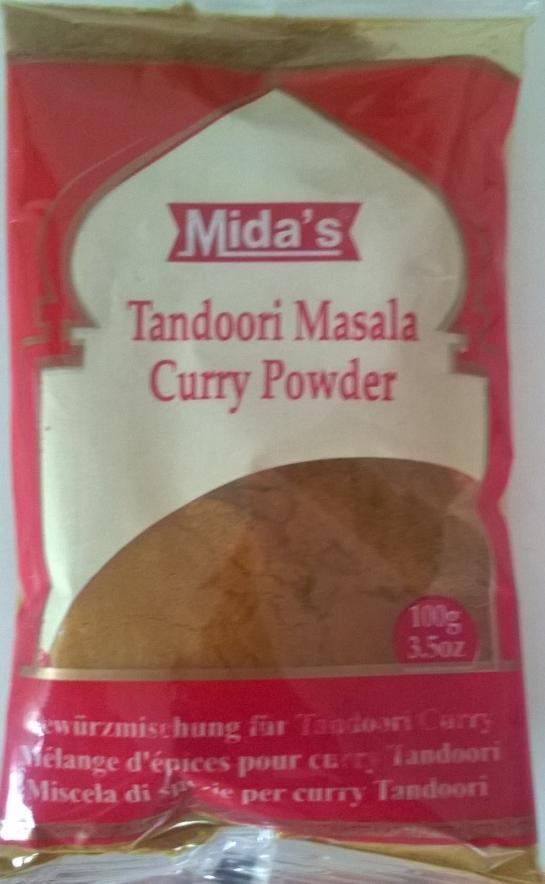 Mida's
Tandoori Masala
Curry Powder
100g
3.5oz
ewürzmischung für Tandoori Curry
Mélange d'épices pour curry Tandoori
Miscela di per curry Tandoori